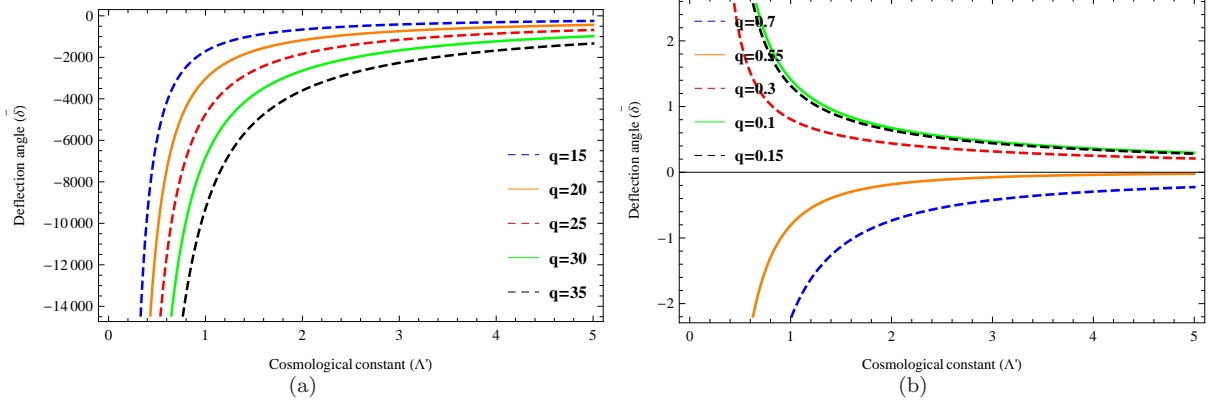 0
−2000
−4000
−6000
−8000
−10 000
−12 000
−14 000
Deflection angle (δ̄)
q=15
q=20
q=25
q=30
q=35
0 1 2 3 4 5
Cosmological constant (Λ')
(a)
2
1
0
−1
−2
Deflection angle (δ̄)
q=0.7
q=0.55
q=0.3
q=0.1
q=0.15
0 1 2 3 4 5
Cosmological constant (Λ')
(b)